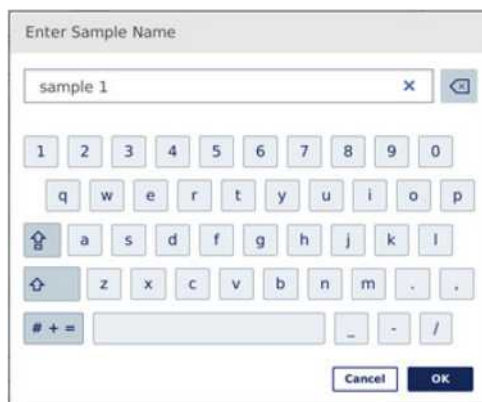 Enter Sample Name
sample 1 ×
1 2 3 4 5 6 7 8 9 0
q w e r t y u i o p
a s d f g h j k l
z x c v b n m . ,
# + = _ - /
Cancel OK